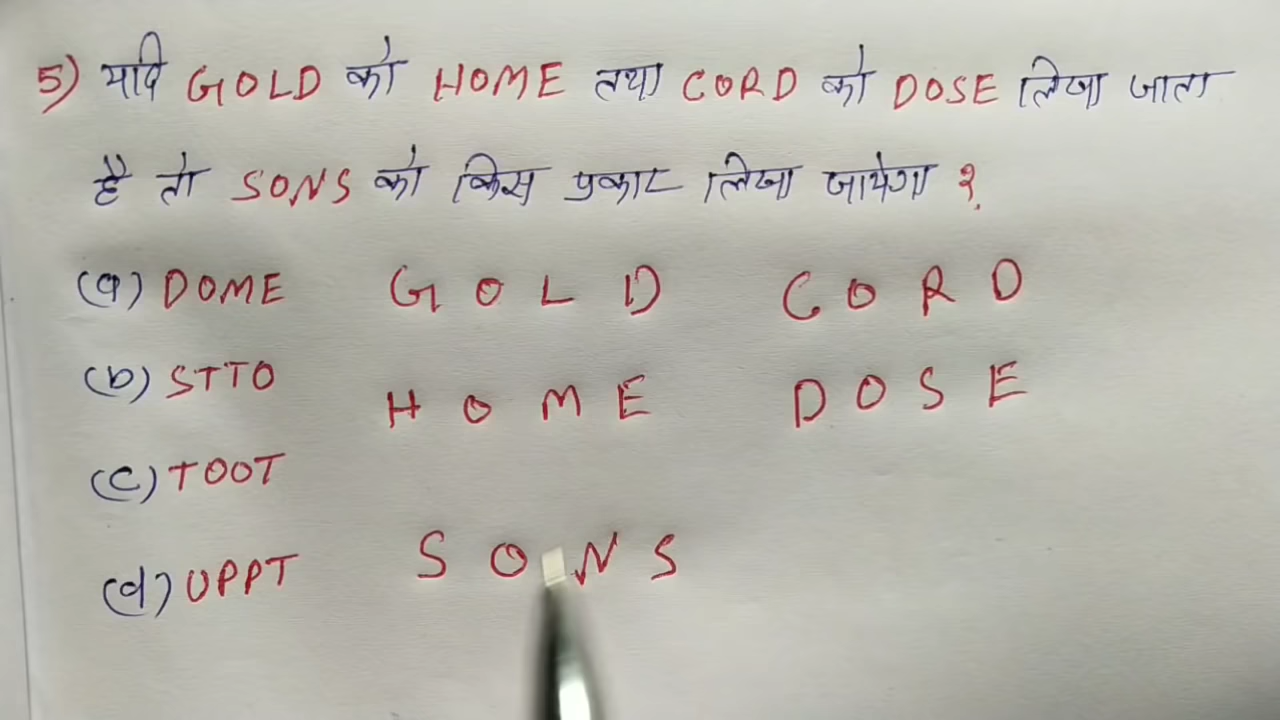 5) यदि GOLD को HOME तथा CORD को DOSE लिखा जाता
है तो SONS को किस प्रकार लिखा जायेगा ?
(a) DOME
G O L D
C O R D
(b) STTO
H O M E
D O S E
(c) TOOT
(d) UPPT
S O N S